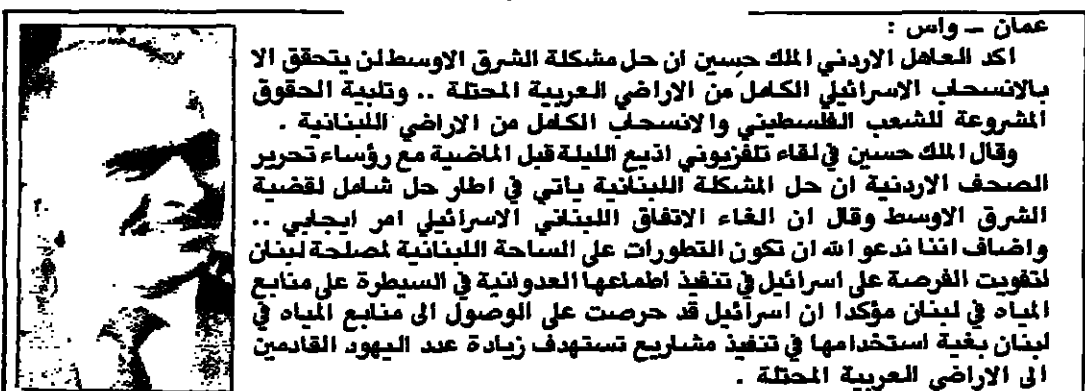 عمان ــ واس :
اكد العاهل الاردني الملك حسين ان حل مشكلة الشرق الاوسط لن يتحقق الا
بالانسحاب الاسرائيلي الكامل من الاراضي العربية المحتلة .. وتلبية الحقوق
المشروعة للشعب الفلسطيني والانسحاب الكامل من الاراضي اللبنانية .
وقال الملك حسين في لقاء تلفزيوني اذيع الليلة قبل الماضية مع رؤساء تحرير
الصحف الاردنية ان حل المشكلة اللبنانية يأتي في اطار حل شامل لقضية
الشرق الاوسط وقال ان الغاء الاتفاق اللبناني الاسرائيلي امر ايجابي ..
واضاف اننا ندعو الله ان تكون التطورات على الساحة اللبنانية لمصلحة لبنان
لتفويت الفرصة على اسرائيل في تنفيذ اطماعها العدوانية في السيطرة على منابع
المياه في لبنان مؤكدا ان اسرائيل قد حرصت على الوصول الى منابع المياه في
لبنان بغية استخدامها في تنفيذ مشاريع تستهدف زيادة عدد اليهود القادمين
الى الاراضي العربية المحتلة .